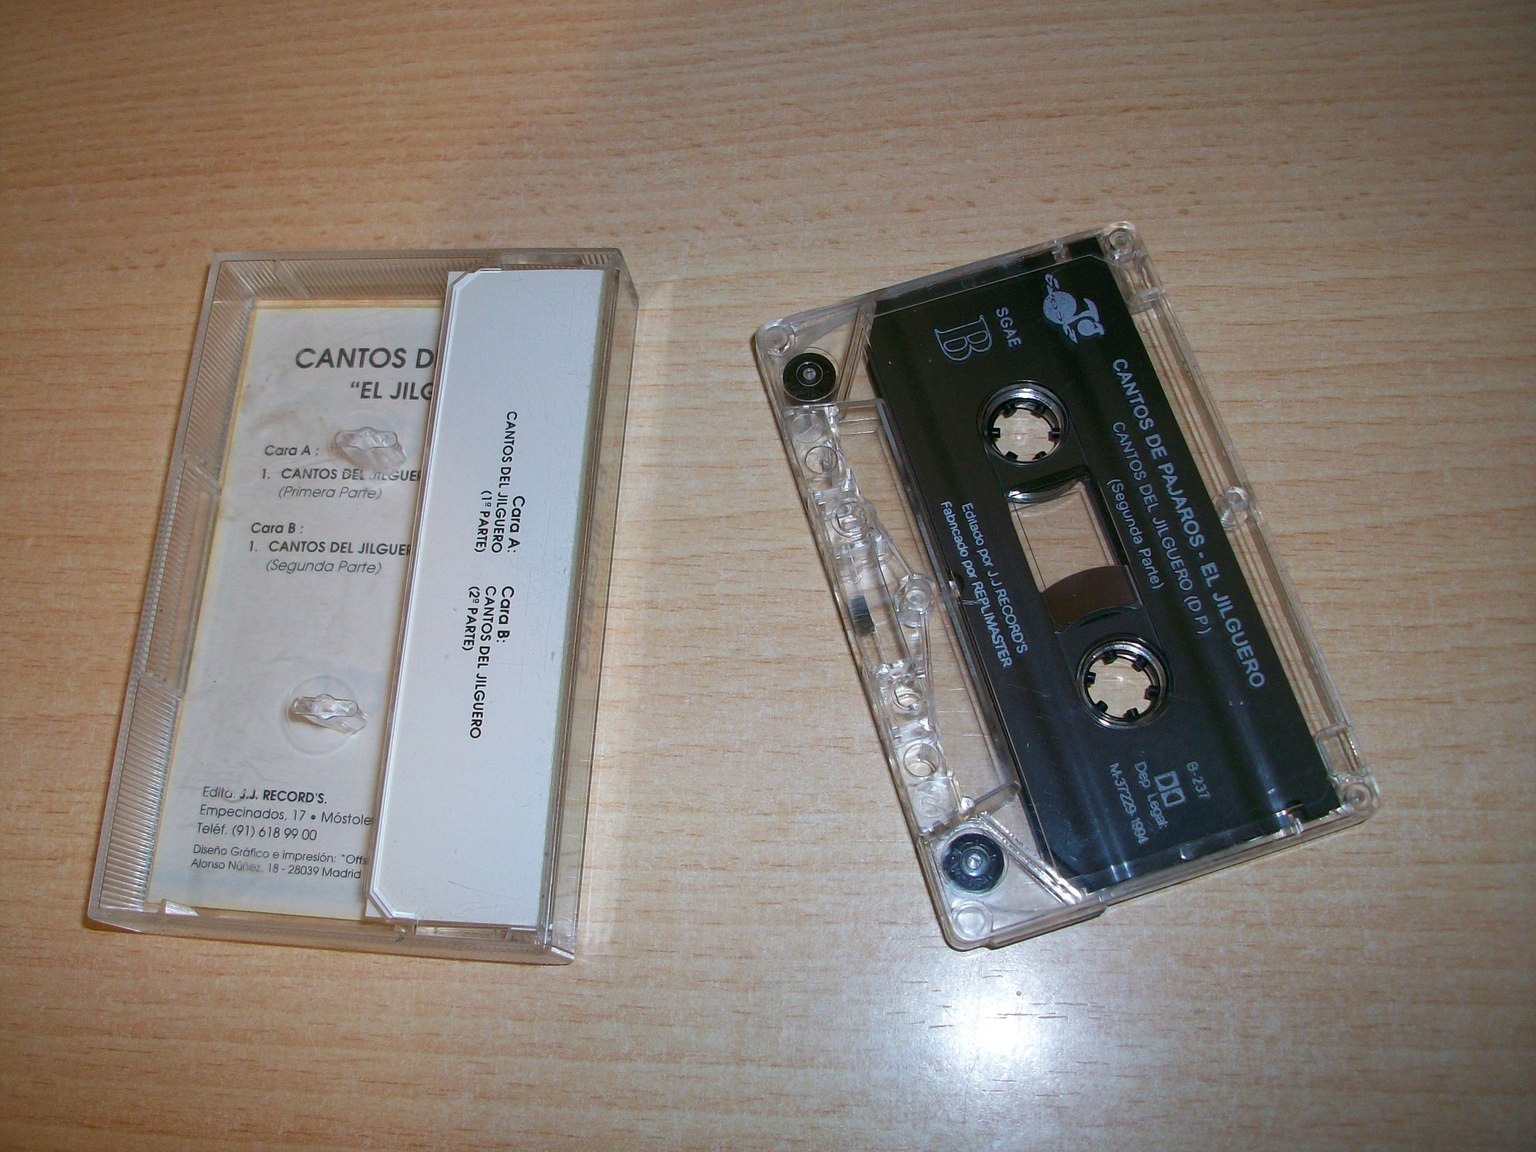 CANTOS D
“EL JILG
Cara A :
1. CANTOS DEL JILGUER
(Primera Parte)
Cara B :
1. CANTOS DEL JILGUER
(Segunda Parte)
Edita: J.J. RECORD'S.
Empecinados, 17 • Móstole
Teléf. (91) 618 99 00
Diseño Gráfico e impresión: “Offs
Alonso Núñez, 18 - 28039 Madrid
Cara A:
CANTOS DEL JILGUERO
(1ª PARTE)
Cara B:
CANTOS DEL JILGUERO
(2ª PARTE)
CANTOS DE PAJAROS - EL JILGUERO
CANTOS DEL JILGUERO (D P)
(Segunda Parte)
SGAE
B
Editado por J.J RECORD'S
Fabricado por REPLIMASTER
B-237
Dep Legal:
M-37229-1994